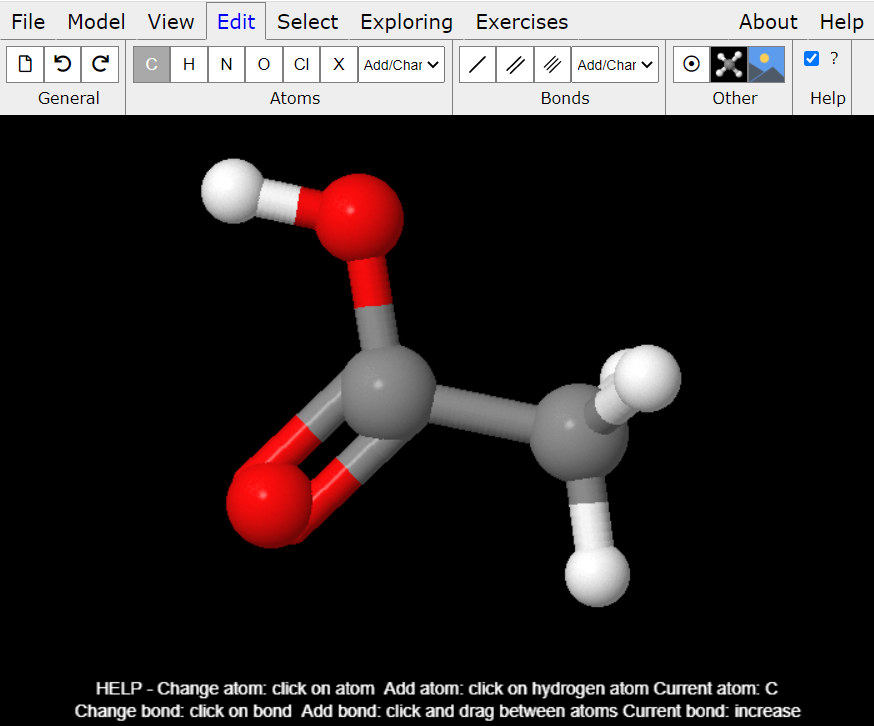 File Model View Edit Select Exploring Exercises About Help
C H N O Cl X Add/Char Add/Char ?
General Atoms Bonds Other Help
HELP - Change atom: click on atom Add atom: click on hydrogen atom Current atom: C
Change bond: click on bond Add bond: click and drag between atoms Current bond: increase